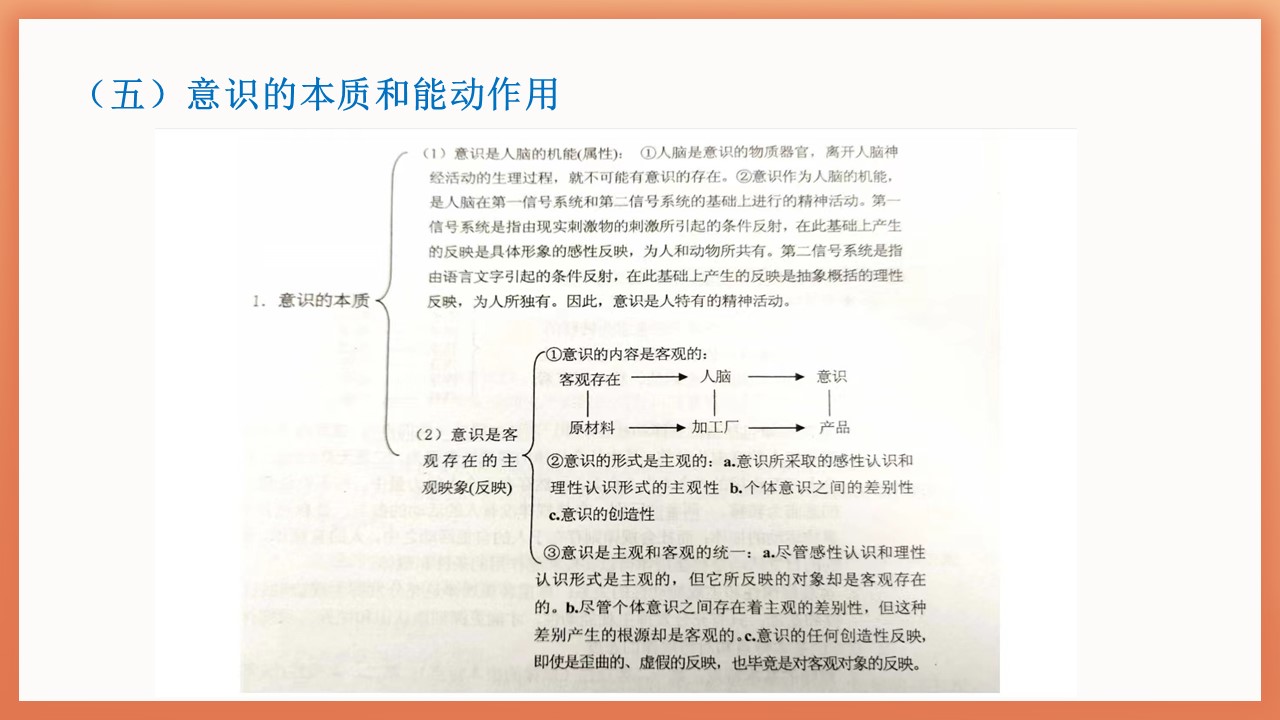 （五）意识的本质和能动作用
（1）意识是人脑的机能(属性)： ①人脑是意识的物质器官，离开人脑神
经活动的生理过程，就不可能有意识的存在。②意识作为人脑的机能，
是人脑在第一信号系统和第二信号系统的基础上进行的精神活动。第一
信号系统是指由现实刺激物的刺激所引起的条件反射，在此基础上产生
的反映是具体形象的感性反映，为人和动物所共有。第二信号系统是指
由语言文字引起的条件反射，在此基础上产生的反映是抽象概括的理性
反映，为人所独有。因此，意识是人特有的精神活动。
1．意识的本质
①意识的内容是客观的：
客观存在 人脑 意识
原材料 加工厂 产品
（2）意识是客
观存在的主
观映象(反映)
②意识的形式是主观的：a.意识所采取的感性认识和
理性认识形式的主观性 b.个体意识之间的差别性
c.意识的创造性
③意识是主观和客观的统一：a.尽管感性认识和理性
认识形式是主观的，但它所反映的对象却是客观存在
的。b.尽管个体意识之间存在着主观的差别性，但这种
差别产生的根源却是客观的。c.意识的任何创造性反映，
即使是歪曲的、虚假的反映，也毕竟是对客观对象的反映。